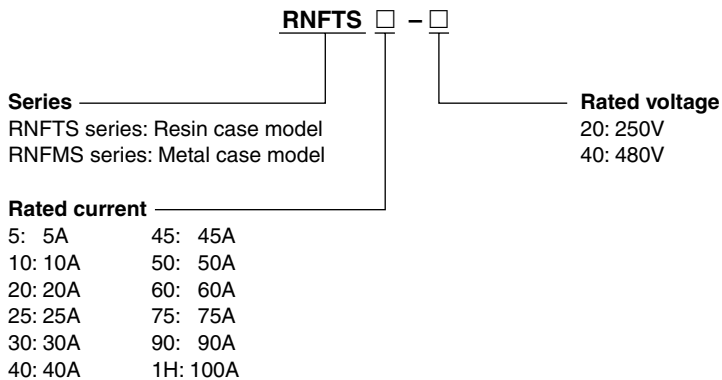 RNFTS □ – □
Series
RNFTS series: Resin case model
RNFMS series: Metal case model
Rated voltage
20: 250V
40: 480V
Rated current
5: 5A 45: 45A
10: 10A 50: 50A
20: 20A 60: 60A
25: 25A 75: 75A
30: 30A 90: 90A
40: 40A 1H: 100A